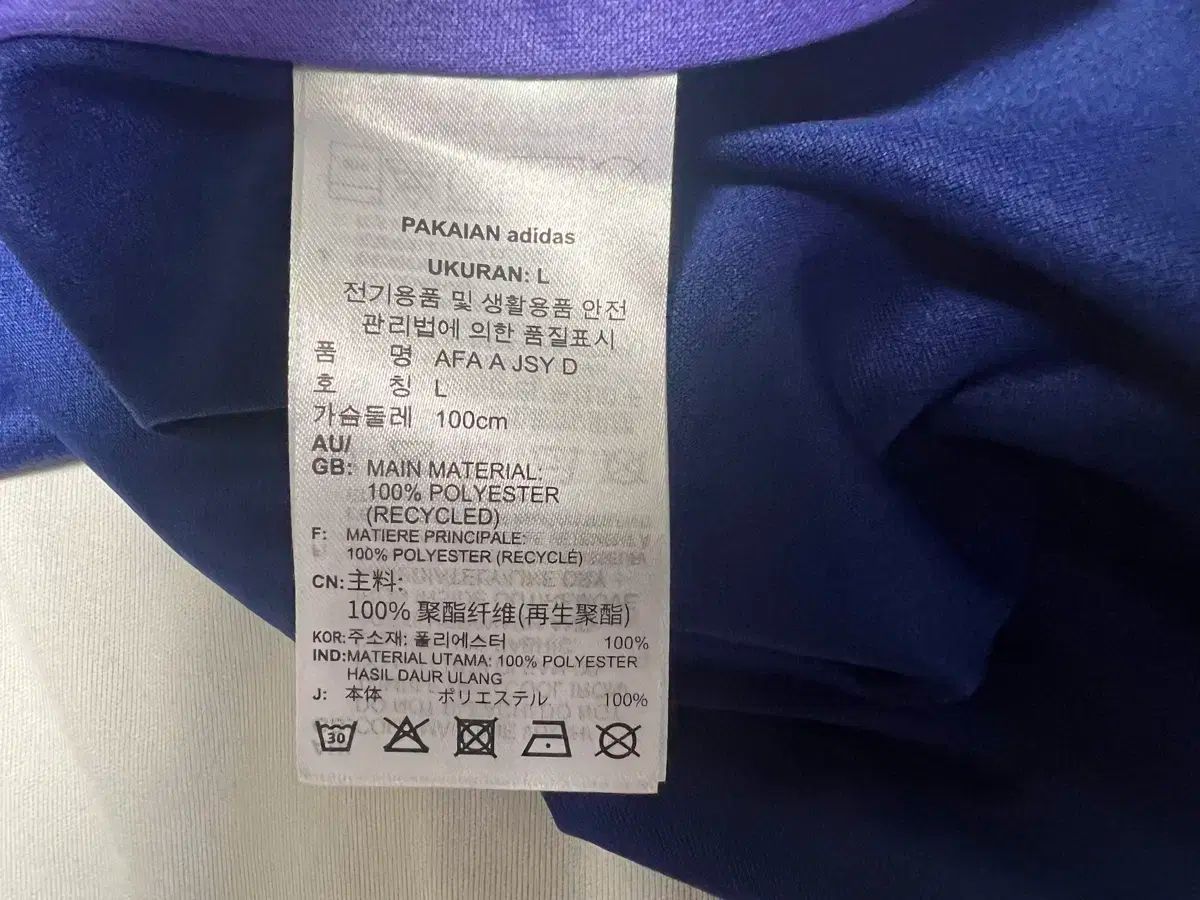 PAKAIAN adidas
UKURAN: L
전기용품 및 생활용품 안전
관리법에 의한 품질표시
품 명 AFA A JSY D
호 칭 L
가슴둘레 100cm
AU/
GB: MAIN MATERIAL:
100% POLYESTER
(RECYCLED)
F: MATIERE PRINCIPALE:
100% POLYESTER (RECYCLÉ)
CN: 主料:
100% 聚酯纤维(再生聚酯)
KOR: 주소재: 폴리에스터 100%
IND: MATERIAL UTAMA: 100% POLYESTER
HASIL DAUR ULANG
J: 本体 ポリエステル 100%
30